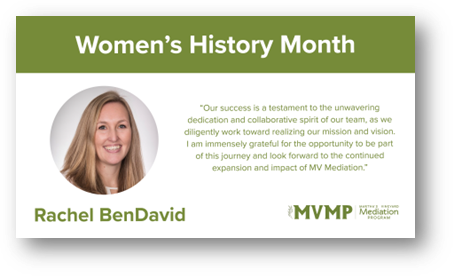 Women's History Month
"Our success is a testament to the unwavering
dedication and collaborative spirit of our team, as we
diligently work toward realizing our mission and vision.
I am immensely grateful for the opportunity to be part
of this journey and look forward to the continued
expansion and impact of MV Mediation."
Rachel BenDavid
MVMP
MARTHA'S VINEYARD
Mediation
PROGRAM